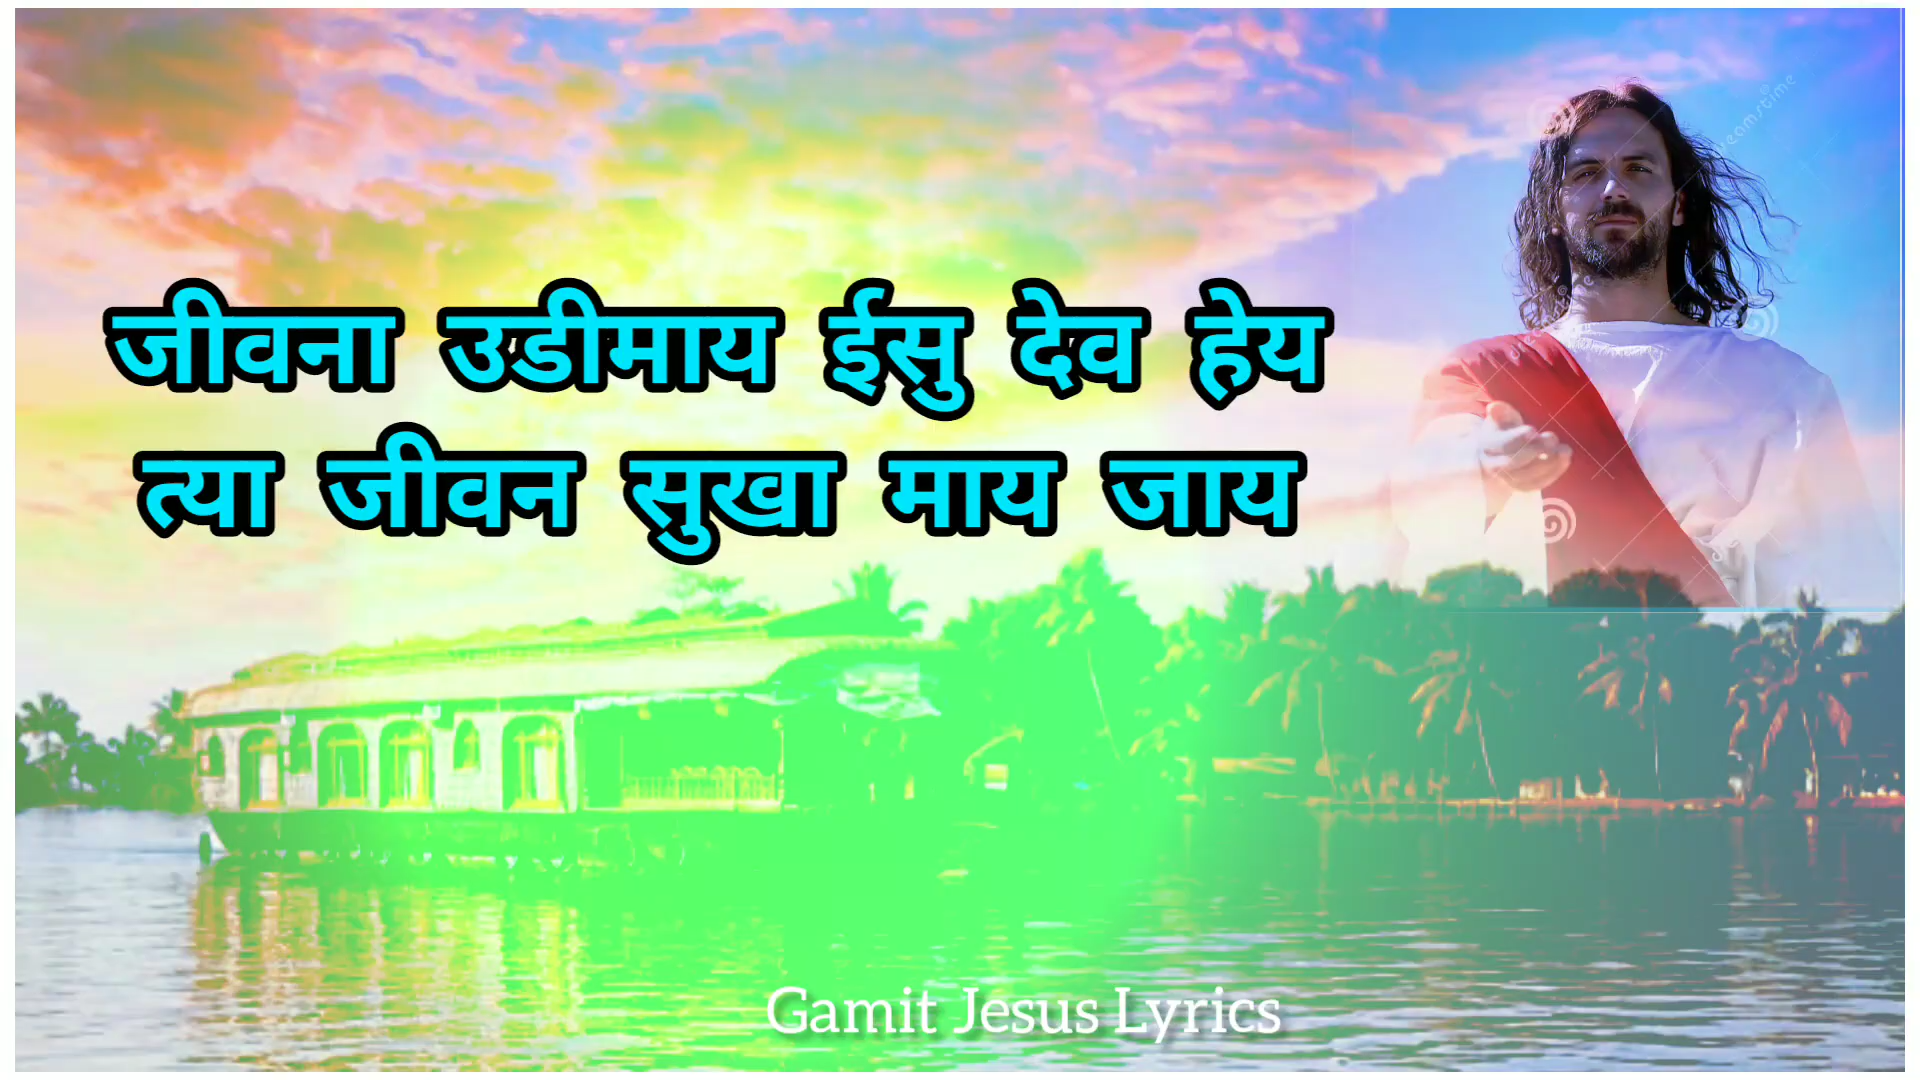 जीवना उडीमाय ईसु देव हेय
त्या जीवन सुखा माय जाय
Gamit Jesus Lyrics